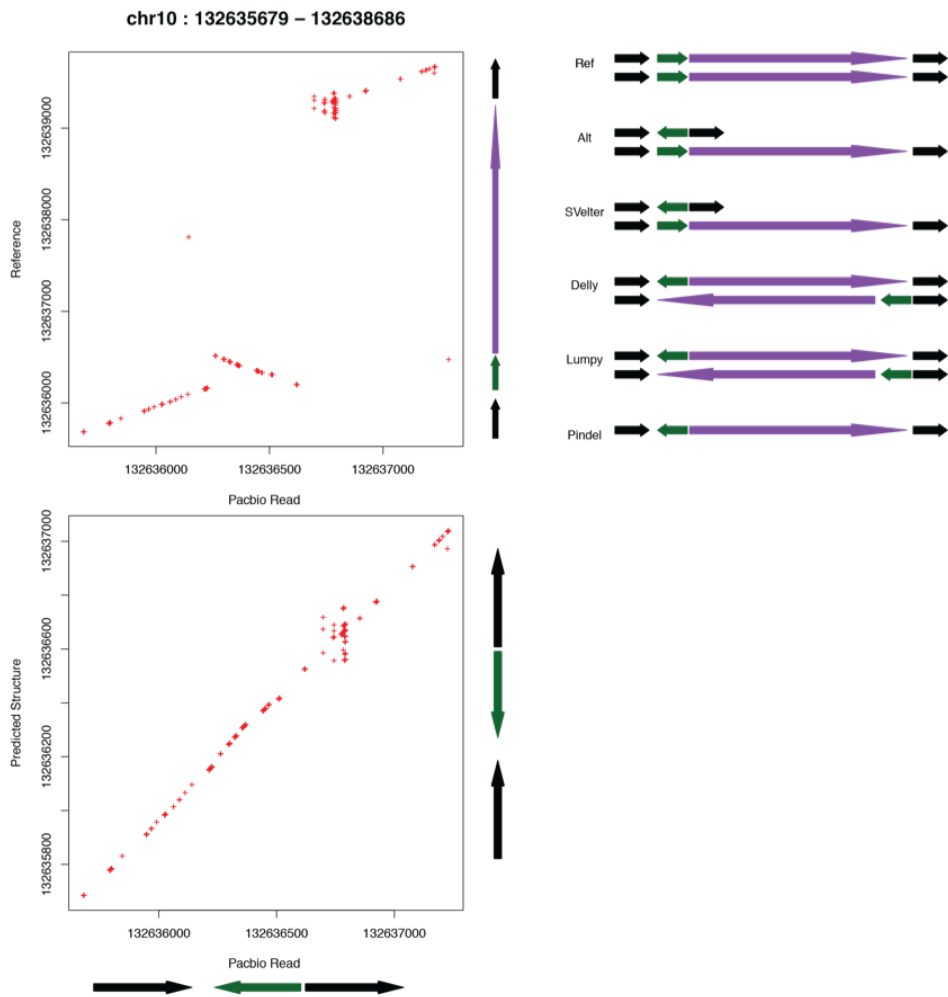 chr10 : 132635679 – 132638686
Reference
132639000
132638000
132637000
132636000
132636000 132636500 132637000
Pacbio Read
Ref
Alt
SVelter
Delly
Lumpy
Pindel
Predicted Structure
132637000
132636600
132636200
132635800
132636000 132636500 132637000
Pacbio Read